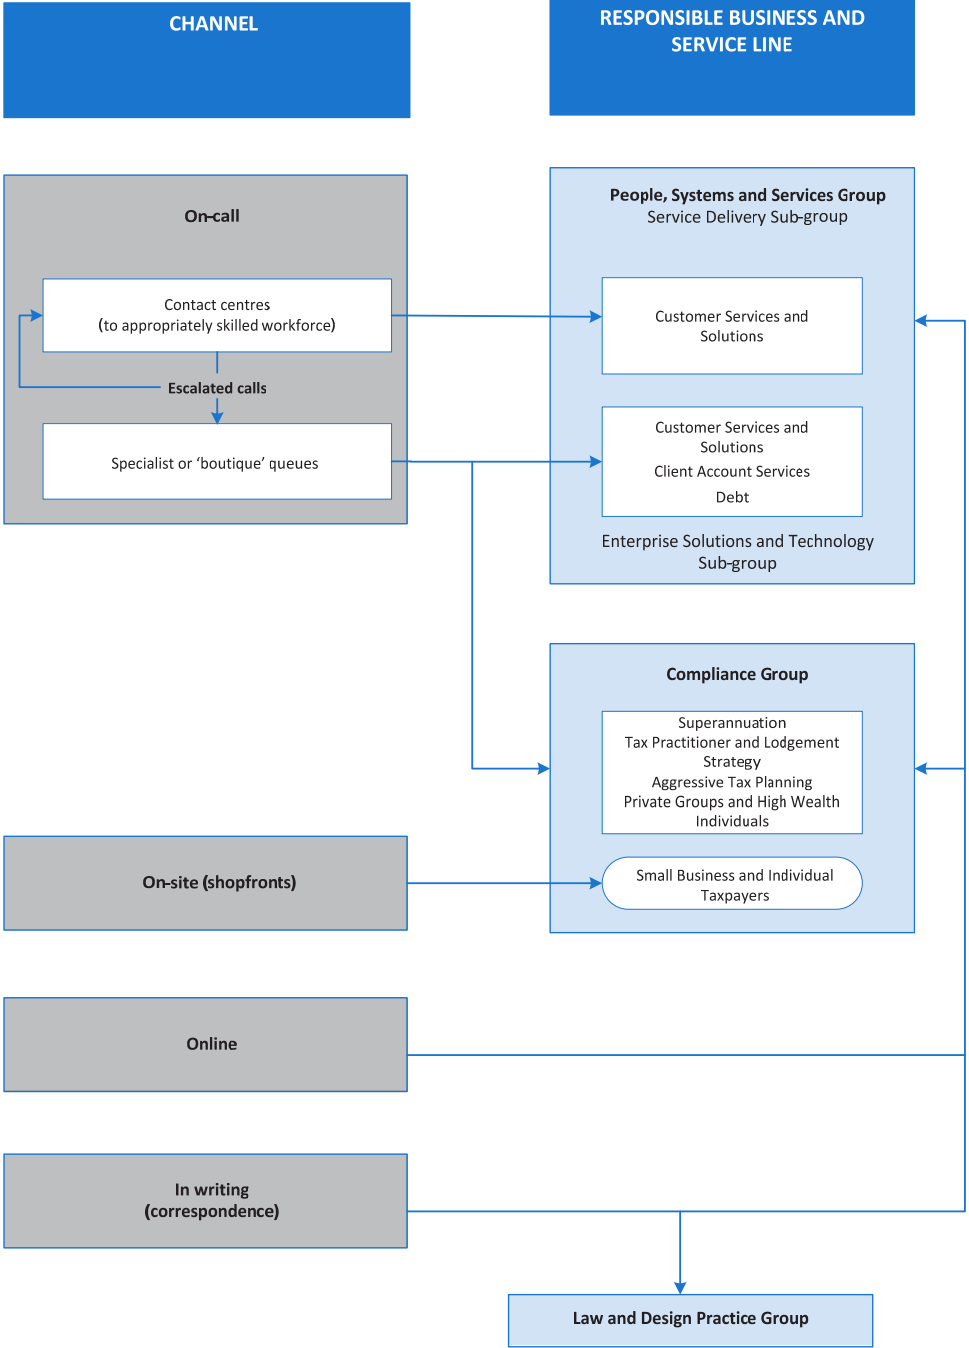 CHANNEL
RESPONSIBLE BUSINESS AND
SERVICE LINE
On-call
Contact centres
(to appropriately skilled workforce)
Escalated calls
Specialist or ‘boutique’ queues
People, Systems and Services Group
Service Delivery Sub-group
Customer Services and
Solutions
Customer Services and
Solutions
Client Account Services
Debt
Enterprise Solutions and Technology
Sub-group
Compliance Group
Superannuation
Tax Practitioner and Lodgement
Strategy
Aggressive Tax Planning
Private Groups and High Wealth
Individuals
On-site (shopfronts)
Small Business and Individual
Taxpayers
Online
In writing
(correspondence)
Law and Design Practice Group